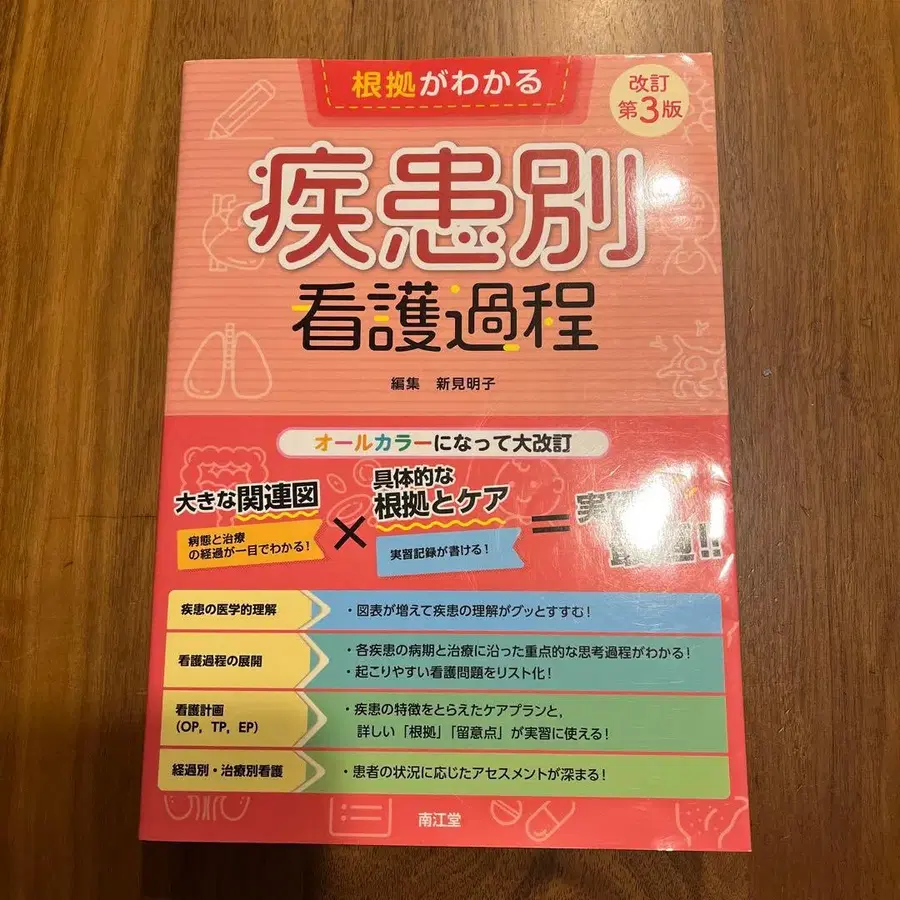 根拠がわかる
改訂
第3版
疾患別
看護過程
編集 新見明子
オールカラーになって大改訂
大きな関連図
病態と治療
の経過が一目でわかる!
×
具体的な
根拠とケア
実習記録が書ける!
=
実
!!
疾患の医学的理解
・図表が増えて疾患の理解がグッとすすむ!
看護過程の展開
・各疾患の病期と治療に沿った重点的な思考過程がわかる!
・起こりやすい看護問題をリスト化!
看護計画
(OP, TP, EP)
・疾患の特徴をとらえたケアプランと,
詳しい「根拠」「留意点」が実習に使える!
経過別・治療別看護
・患者の状況に応じたアセスメントが深まる!
南江堂